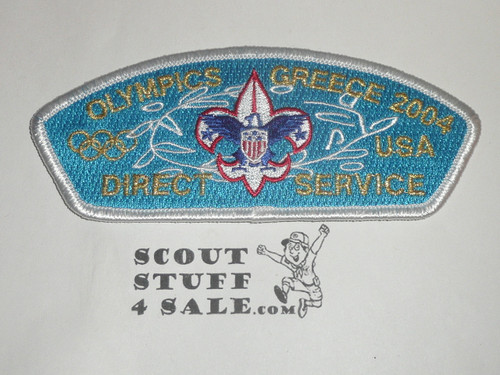 OLYMPICS GREECE 2004
USA
DIRECT SERVICE
SCOUT
STUFF
4 SALE.com